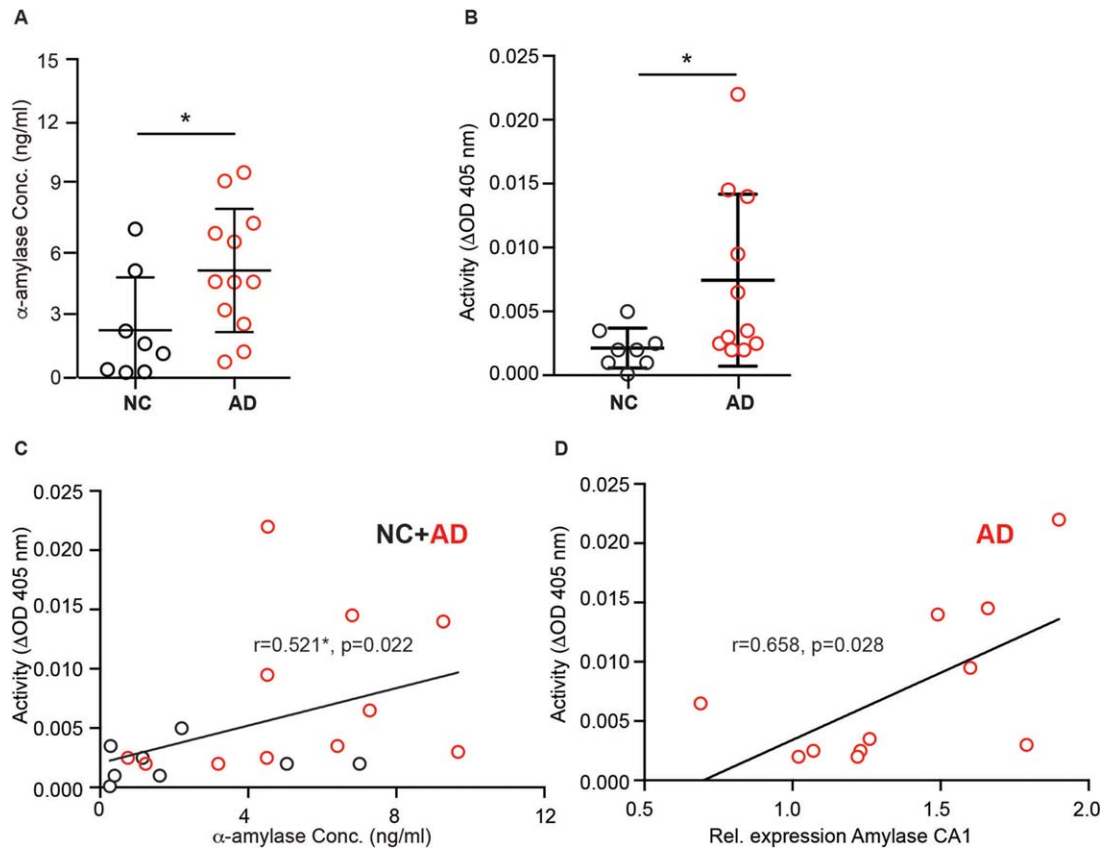 A
α-amylase Conc. (ng/ml)
15
12
9
6
3
0
*
NC
AD
B
Activity (ΔOD 405 nm)
0.025
0.020
0.015
0.010
0.005
0.000
*
NC
AD
C
Activity (ΔOD 405 nm)
0.025
0.020
0.015
0.010
0.005
0.000
NC+AD
r=0.521*, p=0.022
0
4
8
12
α-amylase Conc. (ng/ml)
D
Activity (ΔOD 405 nm)
0.025
0.020
0.015
0.010
0.005
0.000
AD
r=0.658, p=0.028
0.5
1.0
1.5
2.0
Rel. expression Amylase CA1